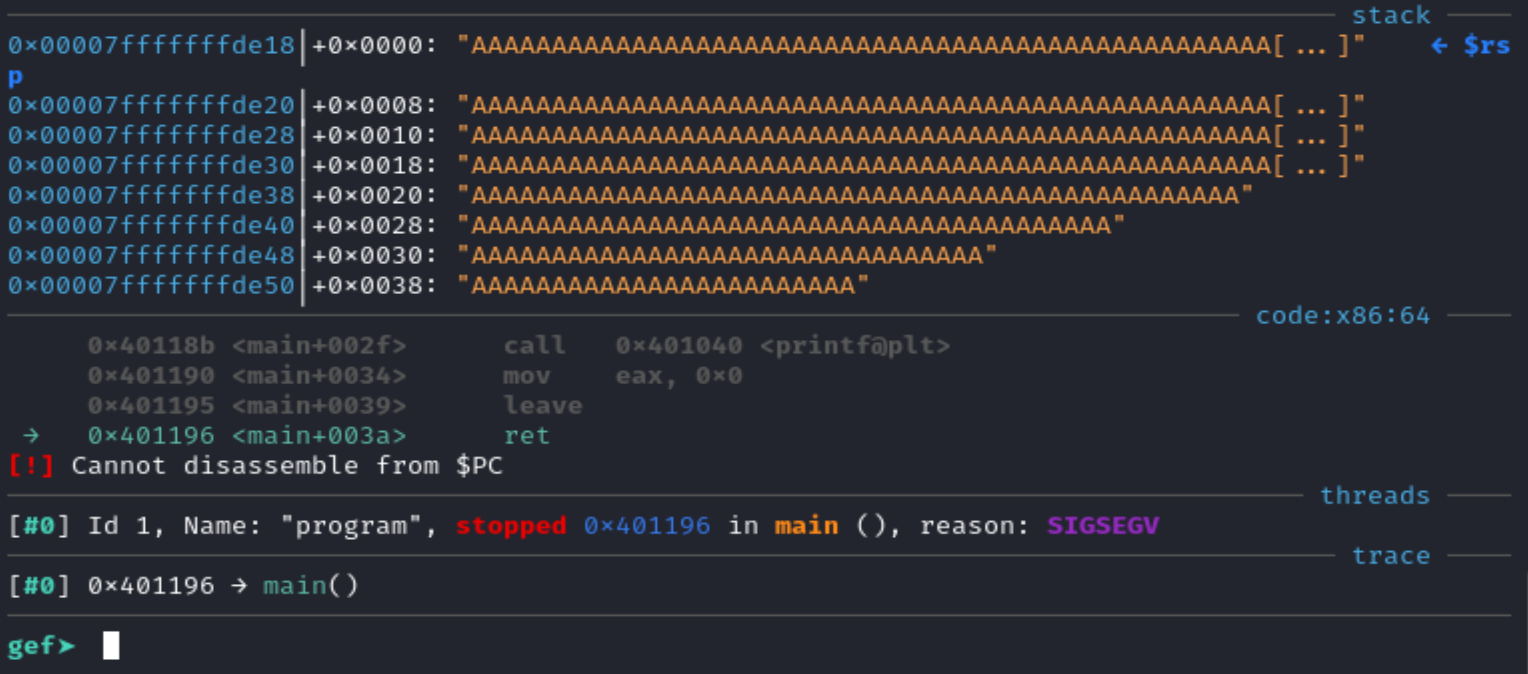 stack
0x00007fffffffde18│+0x0000: "AAAAAAAAAAAAAAAAAAAAAAAAAAAAAAAAAAAAAAAAAAAAAAAAAA[...]" ← $rs
p
0x00007fffffffde20│+0x0008: "AAAAAAAAAAAAAAAAAAAAAAAAAAAAAAAAAAAAAAAAAAAAAAAAAA[...]"
0x00007fffffffde28│+0x0010: "AAAAAAAAAAAAAAAAAAAAAAAAAAAAAAAAAAAAAAAAAAAAAAAAAA[...]"
0x00007fffffffde30│+0x0018: "AAAAAAAAAAAAAAAAAAAAAAAAAAAAAAAAAAAAAAAAAAAAAAAAAA[...]"
0x00007fffffffde38│+0x0020: "AAAAAAAAAAAAAAAAAAAAAAAAAAAAAAAAAAAAAAAAAAAAAAAA"
0x00007fffffffde40│+0x0028: "AAAAAAAAAAAAAAAAAAAAAAAAAAAAAAAAAAAAAAAA"
0x00007fffffffde48│+0x0030: "AAAAAAAAAAAAAAAAAAAAAAAAAAAAAAAA"
0x00007fffffffde50│+0x0038: "AAAAAAAAAAAAAAAAAAAAAAAA"
code:x86:64
0x40118b <main+002f> call 0x401040 <printf@plt>
0x401190 <main+0034> mov eax, 0x0
0x401195 <main+0039> leave
→ 0x401196 <main+003a> ret
[!] Cannot disassemble from $PC
threads
[#0] Id 1, Name: "program", stopped 0x401196 in main (), reason: SIGSEGV
trace
[#0] 0x401196 → main()
gef➤